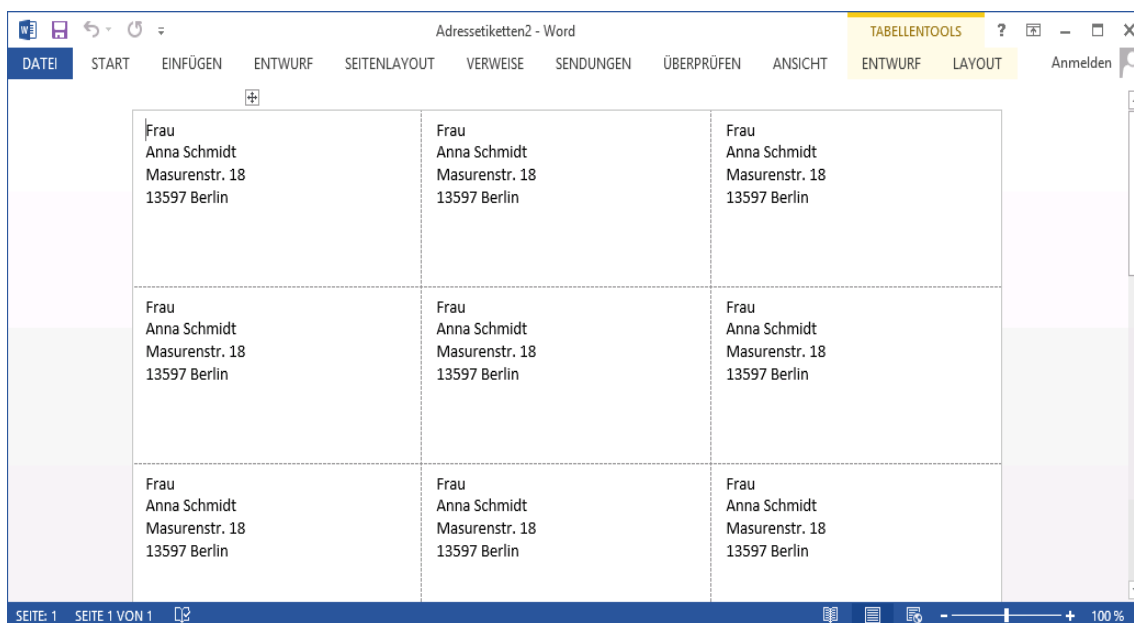 Adressetiketten2 - Word
TABELLENTOOLS
?
DATEI START EINFÜGEN ENTWURF SEITENLAYOUT VERWEISE SENDUNGEN ÜBERPRÜFEN ANSICHT ENTWURF LAYOUT Anmelden
Frau
Anna Schmidt
Masurenstr. 18
13597 Berlin
Frau
Anna Schmidt
Masurenstr. 18
13597 Berlin
Frau
Anna Schmidt
Masurenstr. 18
13597 Berlin
Frau
Anna Schmidt
Masurenstr. 18
13597 Berlin
Frau
Anna Schmidt
Masurenstr. 18
13597 Berlin
Frau
Anna Schmidt
Masurenstr. 18
13597 Berlin
Frau
Anna Schmidt
Masurenstr. 18
13597 Berlin
Frau
Anna Schmidt
Masurenstr. 18
13597 Berlin
Frau
Anna Schmidt
Masurenstr. 18
13597 Berlin
SEITE: 1 SEITE 1 VON 1 100 %